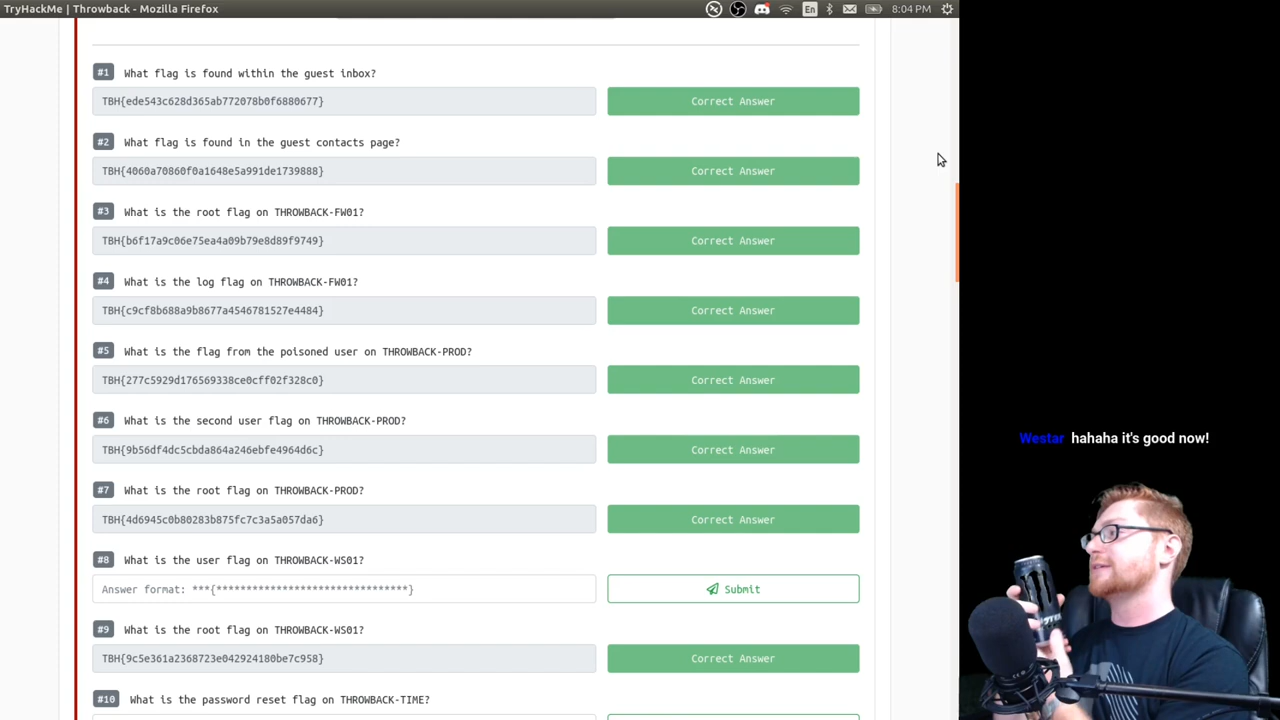 TryHackMe | Throwback - Mozilla Firefox
En
8:04 PM
#1 What flag is found within the guest inbox?
TBH{ede543c628d365ab772078b0f6880677}
Correct Answer
#2 What flag is found in the guest contacts page?
TBH{4060a70860f0a1648e5a991de1739888}
Correct Answer
#3 What is the root flag on THROWBACK-FW01?
TBH{b6f17a9c06e75ea4a09b79e8d89f9749}
Correct Answer
#4 What is the log flag on THROWBACK-FW01?
TBH{c9cf8b688a9b8677a4546781527e4484}
Correct Answer
#5 What is the flag from the poisoned user on THROWBACK-PROD?
TBH{277c5929d176569338ce0cff02f328c0}
Correct Answer
#6 What is the second user flag on THROWBACK-PROD?
TBH{9b56df4dc5cbda864a246ebfe4964d6c}
Correct Answer
Westar hahaha it's good now!
#7 What is the root flag on THROWBACK-PROD?
TBH{4d6945c0b80283b875fc7c3a5a057da6}
Correct Answer
#8 What is the user flag on THROWBACK-WS01?
Answer format: ***{********************************}
Submit
#9 What is the root flag on THROWBACK-WS01?
TBH{9c5e361a2368723e042924180be7c958}
Correct Answer
#10 What is the password reset flag on THROWBACK-TIME?